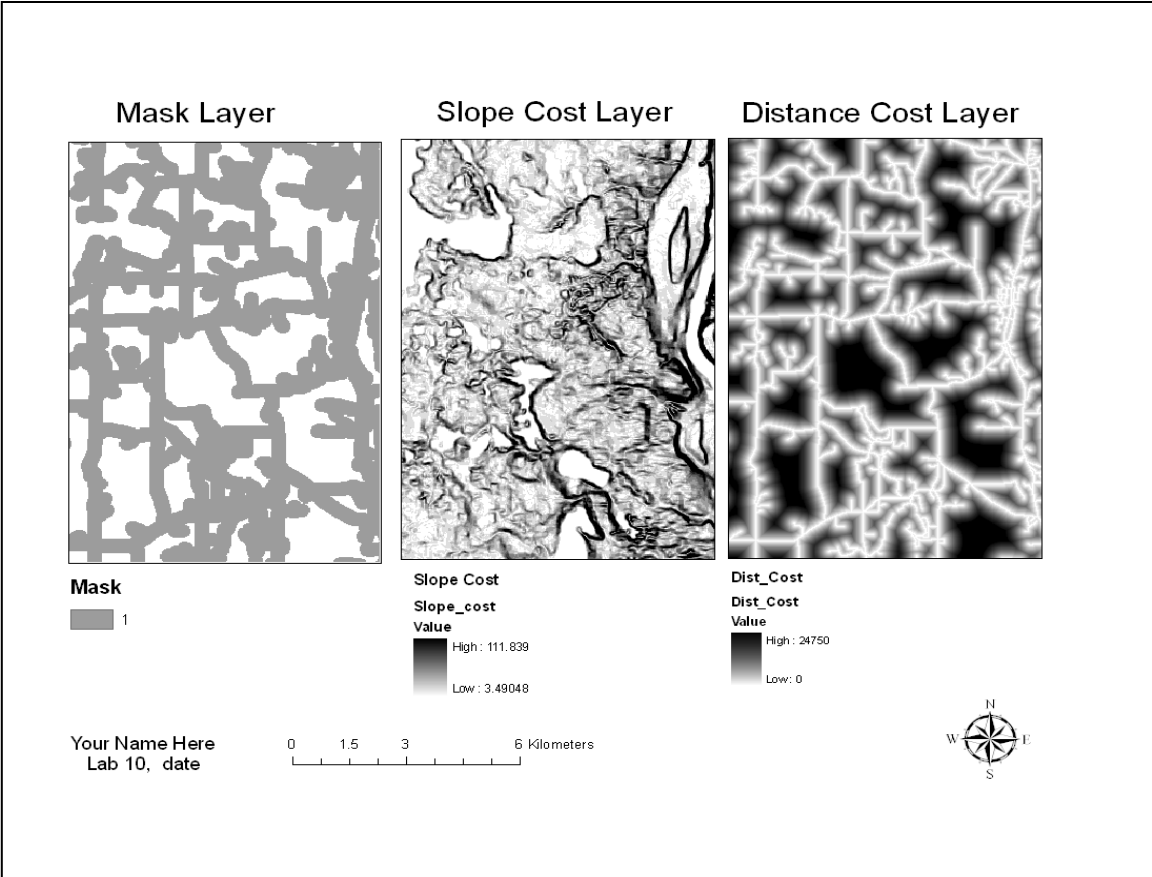 Mask Layer
Slope Cost Layer
Distance Cost Layer
Mask
1
Slope Cost
Slope_cost
Value
High : 111.839
Low : 3.49048
Dist_Cost
Dist_Cost
Value
High : 24750
Low: 0
Your Name Here
Lab 10, date
0 1.5 3 6 Kilometers
N
W E
S